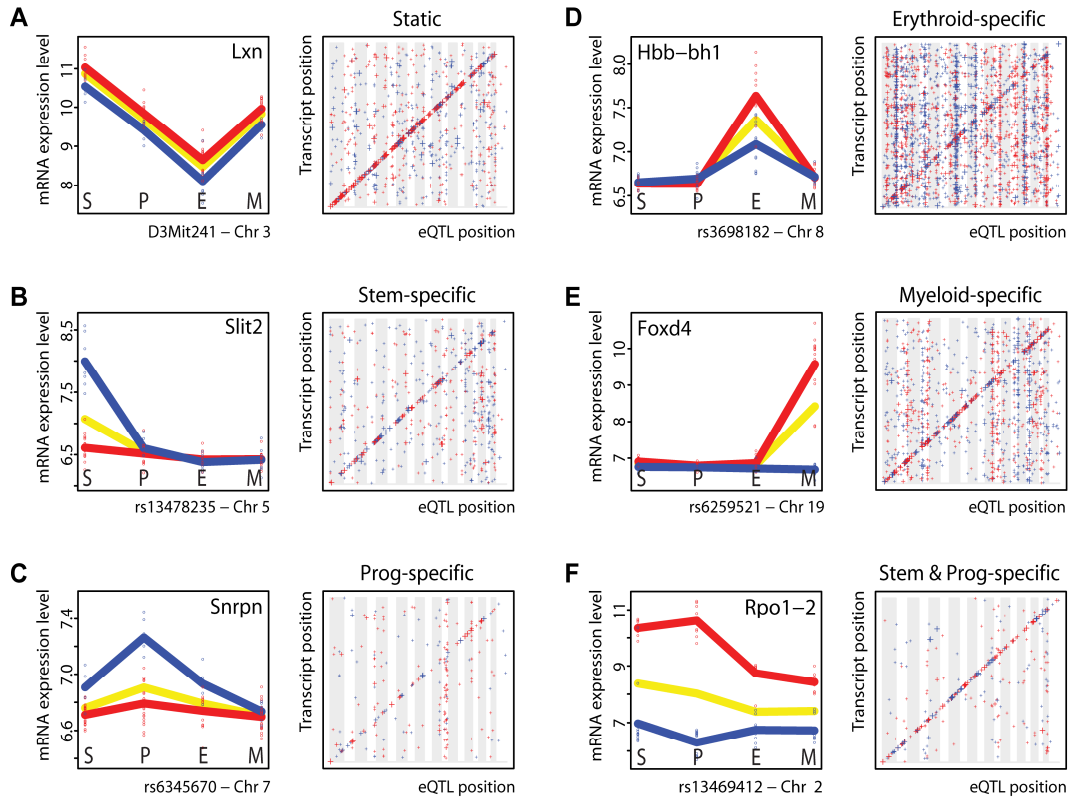 A
Static
Lxn
mRNA expression level
11
10
9
8
S P E M
D3Mit241 – Chr 3
Transcript position
eQTL position
B
Stem-specific
Slit2
mRNA expression level
8.5
7.5
6.5
S P E M
rs13478235 – Chr 5
Transcript position
eQTL position
C
Prog-specific
Snrpn
mRNA expression level
7.4
7.0
6.6
S P E M
rs6345670 – Chr 7
Transcript position
eQTL position
D
Erythroid-specific
Hbb–bh1
mRNA expression level
8.0
7.5
7.0
6.5
S P E M
rs3698182 – Chr 8
Transcript position
eQTL position
E
Myeloid-specific
Foxd4
mRNA expression level
10
9
8
7
S P E M
rs6259521 – Chr 19
Transcript position
eQTL position
F
Stem & Prog-specific
Rpo1–2
mRNA expression level
11
9
7
S P E M
rs13469412 – Chr 2
Transcript position
eQTL position